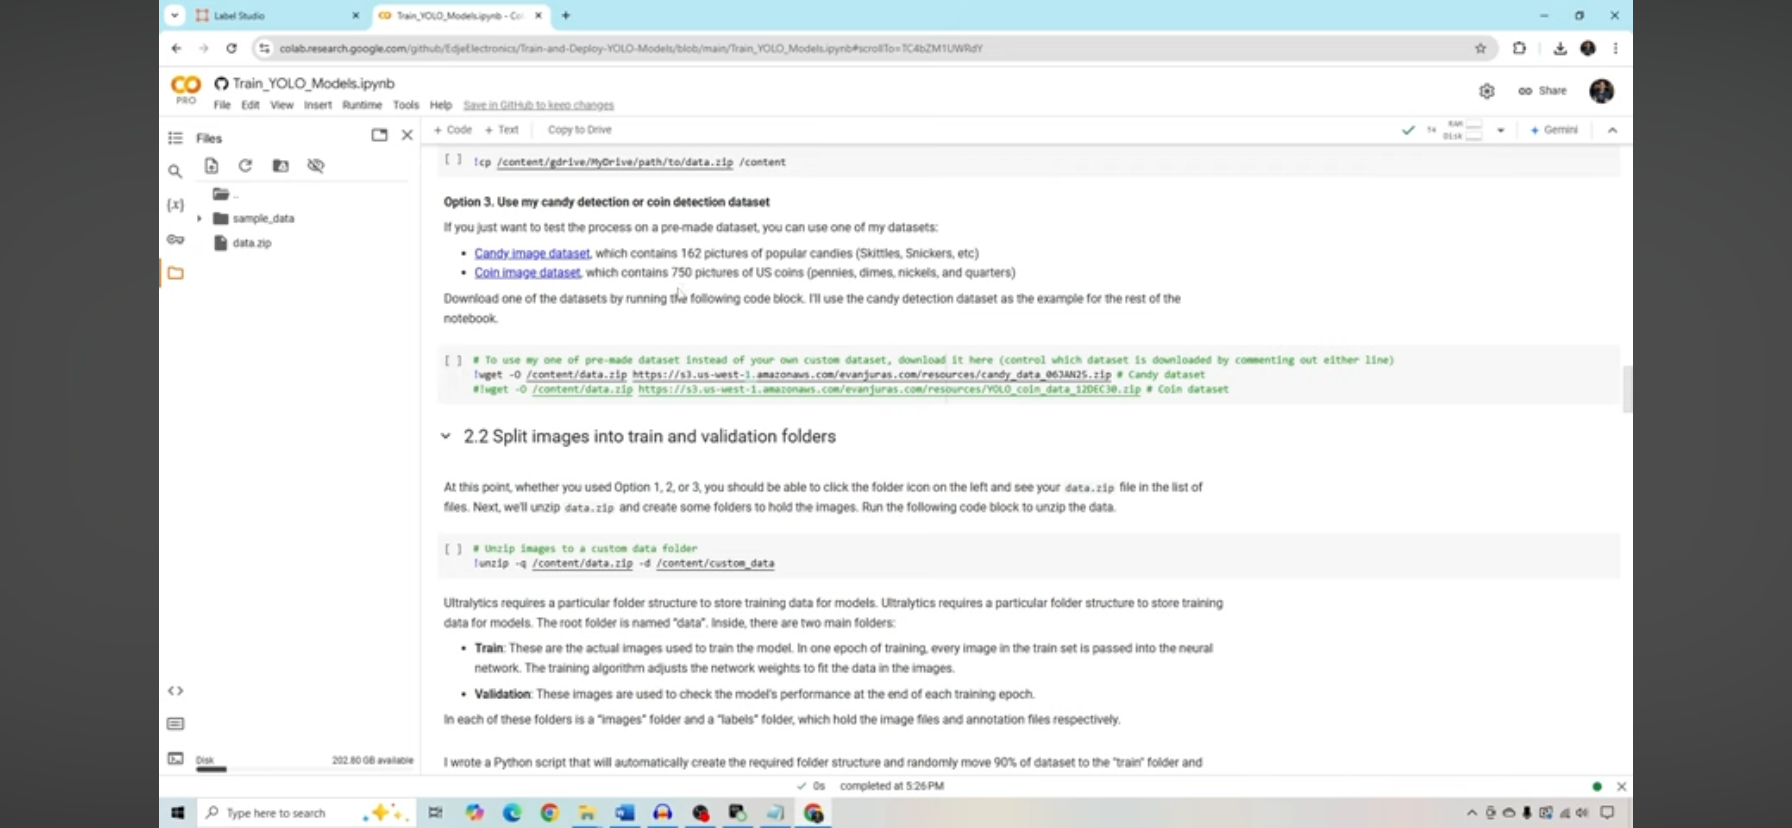 Label Studio
Train_YOLO_Models.ipynb - Col
colab.research.google.com/github/EdjeElectronics/Train-and-Deploy-YOLO-Models/blob/main/Train_YOLO_Models.ipynb#scrollTo=TC4bZM1UWRdY
CO
PRO
Train_YOLO_Models.ipynb
File Edit View Insert Runtime Tools Help Save in GitHub to keep changes
Share
Files
+ Code + Text Copy to Drive
T4
RAM
Disk
Gemini
[ ] !cp /content/gdrive/MyDrive/path/to/data.zip /content
..
sample_data
data.zip
Option 3. Use my candy detection or coin detection dataset
If you just want to test the process on a pre-made dataset, you can use one of my datasets:
• Candy image dataset, which contains 162 pictures of popular candies (Skittles, Snickers, etc)
• Coin image dataset, which contains 750 pictures of US coins (pennies, dimes, nickels, and quarters)
Download one of the datasets by running the following code block. I'll use the candy detection dataset as the example for the rest of the
notebook.
[ ] # To use my one of pre-made dataset instead of your own custom dataset, download it here (control which dataset is downloaded by commenting out either line)
!wget -O /content/data.zip https://s3.us-west-1.amazonaws.com/evanjuras.com/resources/candy_data_06JAN25.zip # Candy dataset
#!wget -O /content/data.zip https://s3.us-west-1.amazonaws.com/evanjuras.com/resources/YOLO_coin_data_12DEC30.zip # Coin dataset
2.2 Split images into train and validation folders
At this point, whether you used Option 1, 2, or 3, you should be able to click the folder icon on the left and see your data.zip file in the list of
files. Next, we'll unzip data.zip and create some folders to hold the images. Run the following code block to unzip the data.
[ ] # Unzip images to a custom data folder
!unzip -q /content/data.zip -d /content/custom_data
Ultralytics requires a particular folder structure to store training data for models. Ultralytics requires a particular folder structure to store training
data for models. The root folder is named "data". Inside, there are two main folders:
• Train: These are the actual images used to train the model. In one epoch of training, every image in the train set is passed into the neural
network. The training algorithm adjusts the network weights to fit the data in the images.
• Validation: These images are used to check the model's performance at the end of each training epoch.
In each of these folders is a "images" folder and a "labels" folder, which hold the image files and annotation files respectively.
I wrote a Python script that will automatically create the required folder structure and randomly move 90% of dataset to the "train" folder and
Disk 202.80 GB available
0s completed at 5:26 PM
Type here to search